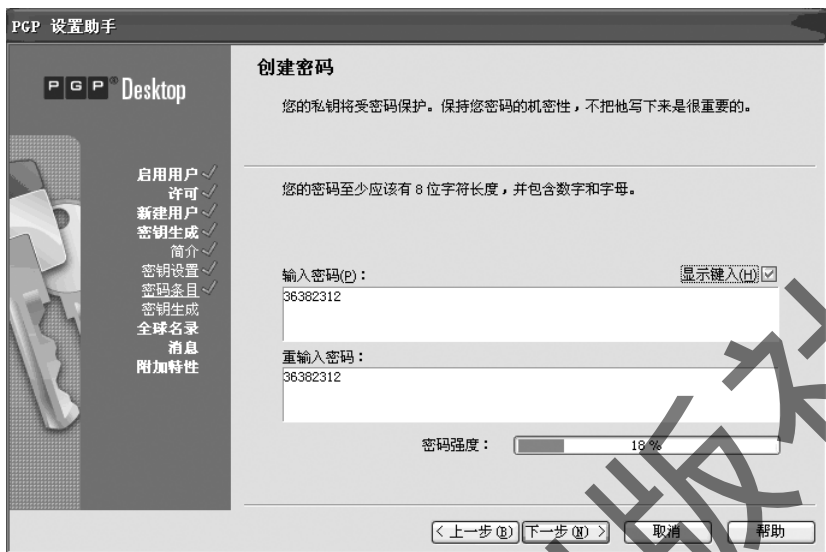 PGP 设置助手
PGP® Desktop
启用用户
许可
新建用户
密钥生成
简介
密钥设置
密码条目
密钥生成
全球名录
消息
附加特性
创建密码
您的私钥将受密码保护。保持您密码的机密性，不把他写下来是很重要的。
您的密码至少应该有 8 位字符长度，并包含数字和字母。
输入密码(P)：
显示键入(H)
36382312
重输入密码：
36382312
密码强度：
18 %
< 上一步(B)
下一步(N) >
取消
帮助
版社